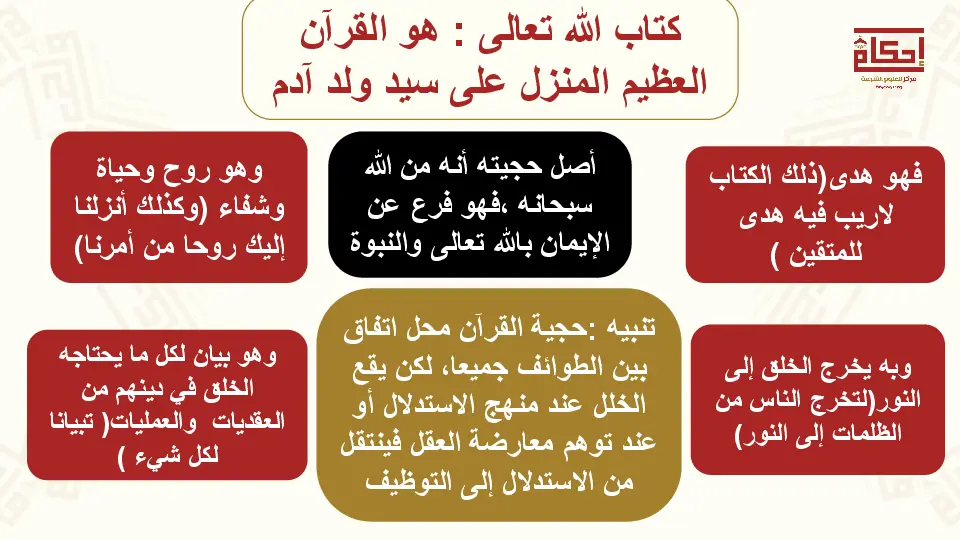 كتاب الله تعالى : هو القرآن
العظيم المنزل على سيد ولد آدم
إحكام
مركز للعلوم الشرعية
فهو هدى(ذلك الكتاب
لاريب فيه هدى
للمتقين )
أصل حجيته أنه من الله
سبحانه ،فهو فرع عن
الإيمان بالله تعالى والنبوة
وهو روح وحياة
وشفاء (وكذلك أنزلنا
إليك روحا من أمرنا)
وبه يخرج الخلق إلى
النور(لتخرج الناس من
الظلمات إلى النور)
تنبيه :حجية القرآن محل اتفاق
بين الطوائف جميعا، لكن يقع
الخلل عند منهج الاستدلال أو
عند توهم معارضة العقل فينتقل
من الاستدلال إلى التوظيف
وهو بيان لكل ما يحتاجه
الخلق في دينهم من
العقديات والعمليات( تبيانا
لكل شيء )